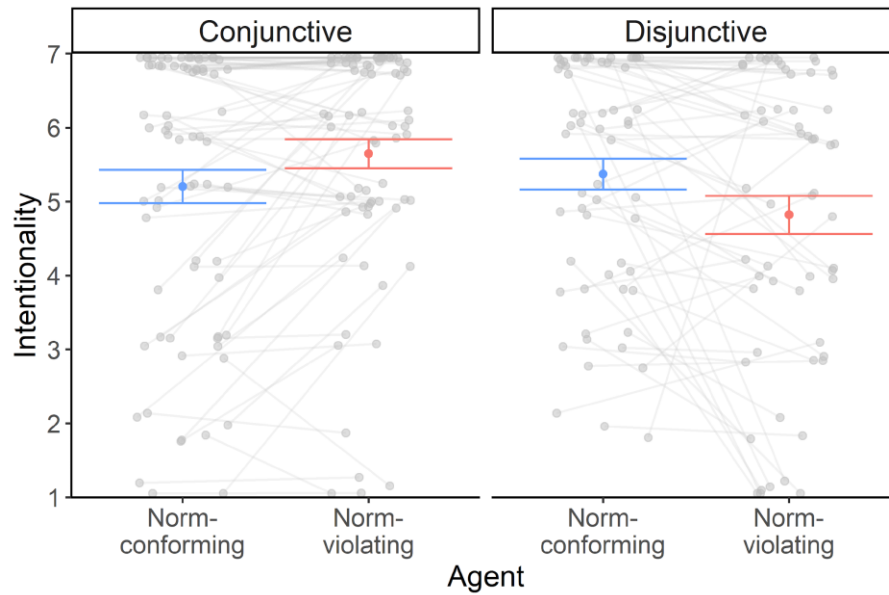 Conjunctive
Disjunctive
Intentionality
7
6
5
4
3
2
1
Norm-
conforming
Norm-
violating
Norm-
conforming
Norm-
violating
Agent